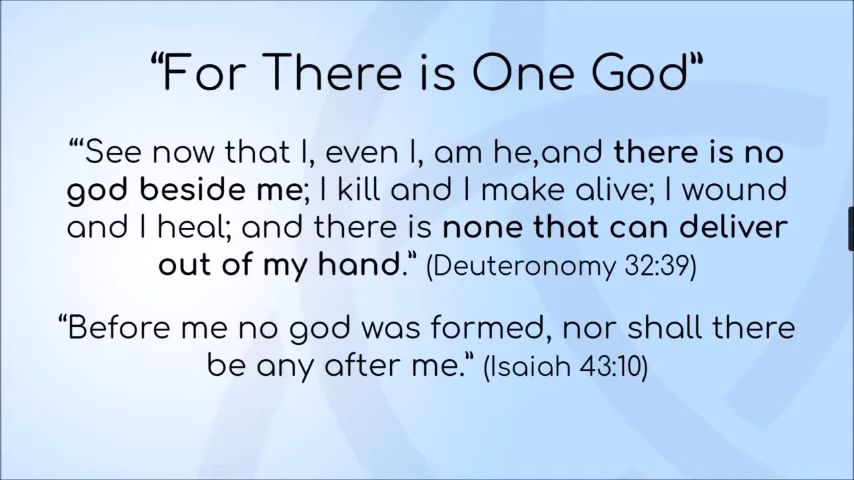 “For There is One God”
“‘See now that I, even I, am he,and there is no
god beside me; I kill and I make alive; I wound
and I heal; and there is none that can deliver
out of my hand.” (Deuteronomy 32:39)
“Before me no god was formed, nor shall there
be any after me.” (Isaiah 43:10)